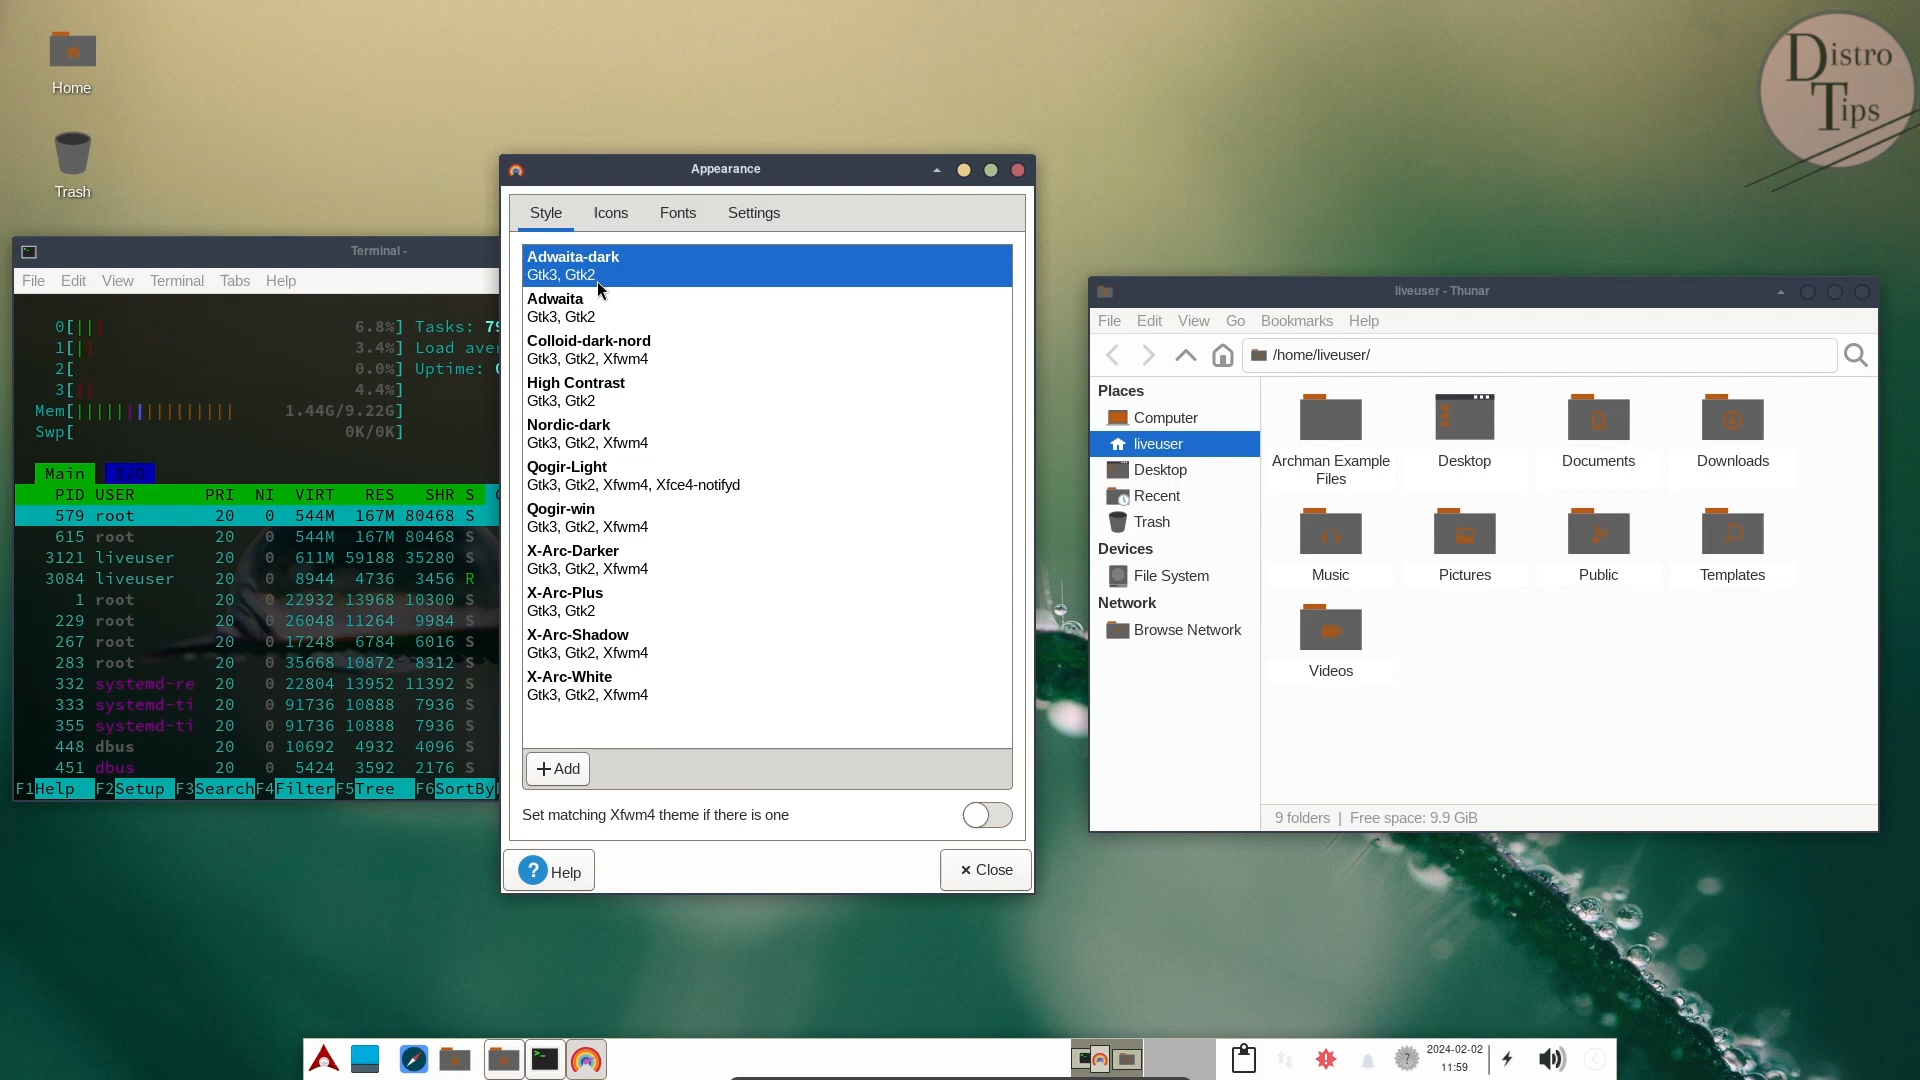 Home
Trash
Distro
Tips
Terminal -
File Edit View Terminal Tabs Help
0[||| 6.8%] Tasks: 79
1[|| 3.4%] Load aver
2[ 0.0%] Uptime: 0
3[|| 4.4%]
Mem[|||||||||||||||| 1.44G/9.22G]
Swp[ 0K/0K]
Main I/O
PID USER PRI NI VIRT RES SHR S
579 root 20 0 544M 167M 80468 S
615 root 20 0 544M 167M 80468 S
3121 liveuser 20 0 611M 59188 35280 S
3084 liveuser 20 0 8944 4736 3456 R
1 root 20 0 22932 13968 10300 S
229 root 20 0 26048 11264 9984 S
267 root 20 0 17248 6784 6016 S
283 root 20 0 35668 10872 8312 S
332 systemd-re 20 0 22804 13952 11392 S
333 systemd-ti 20 0 91736 10888 7936 S
355 systemd-ti 20 0 91736 10888 7936 S
448 dbus 20 0 10692 4932 4096 S
451 dbus 20 0 5424 3592 2176 S
F1Help F2Setup F3SearchF4FilterF5Tree F6SortBy
Appearance
Style Icons Fonts Settings
Adwaita-dark
Gtk3, Gtk2
Adwaita
Gtk3, Gtk2
Colloid-dark-nord
Gtk3, Gtk2, Xfwm4
High Contrast
Gtk3, Gtk2
Nordic-dark
Gtk3, Gtk2, Xfwm4
Qogir-Light
Gtk3, Gtk2, Xfwm4, Xfce4-notifyd
Qogir-win
Gtk3, Gtk2, Xfwm4
X-Arc-Darker
Gtk3, Gtk2, Xfwm4
X-Arc-Plus
Gtk3, Gtk2
X-Arc-Shadow
Gtk3, Gtk2, Xfwm4
X-Arc-White
Gtk3, Gtk2, Xfwm4
+ Add
Set matching Xfwm4 theme if there is one
? Help
× Close
liveuser - Thunar
File Edit View Go Bookmarks Help
/home/liveuser/
Places
Computer
liveuser
Desktop
Recent
Trash
Devices
File System
Network
Browse Network
Archman Example
Files
Desktop
Documents
Downloads
Music
Pictures
Public
Templates
Videos
9 folders | Free space: 9.9 GiB
2024-02-02
11:59